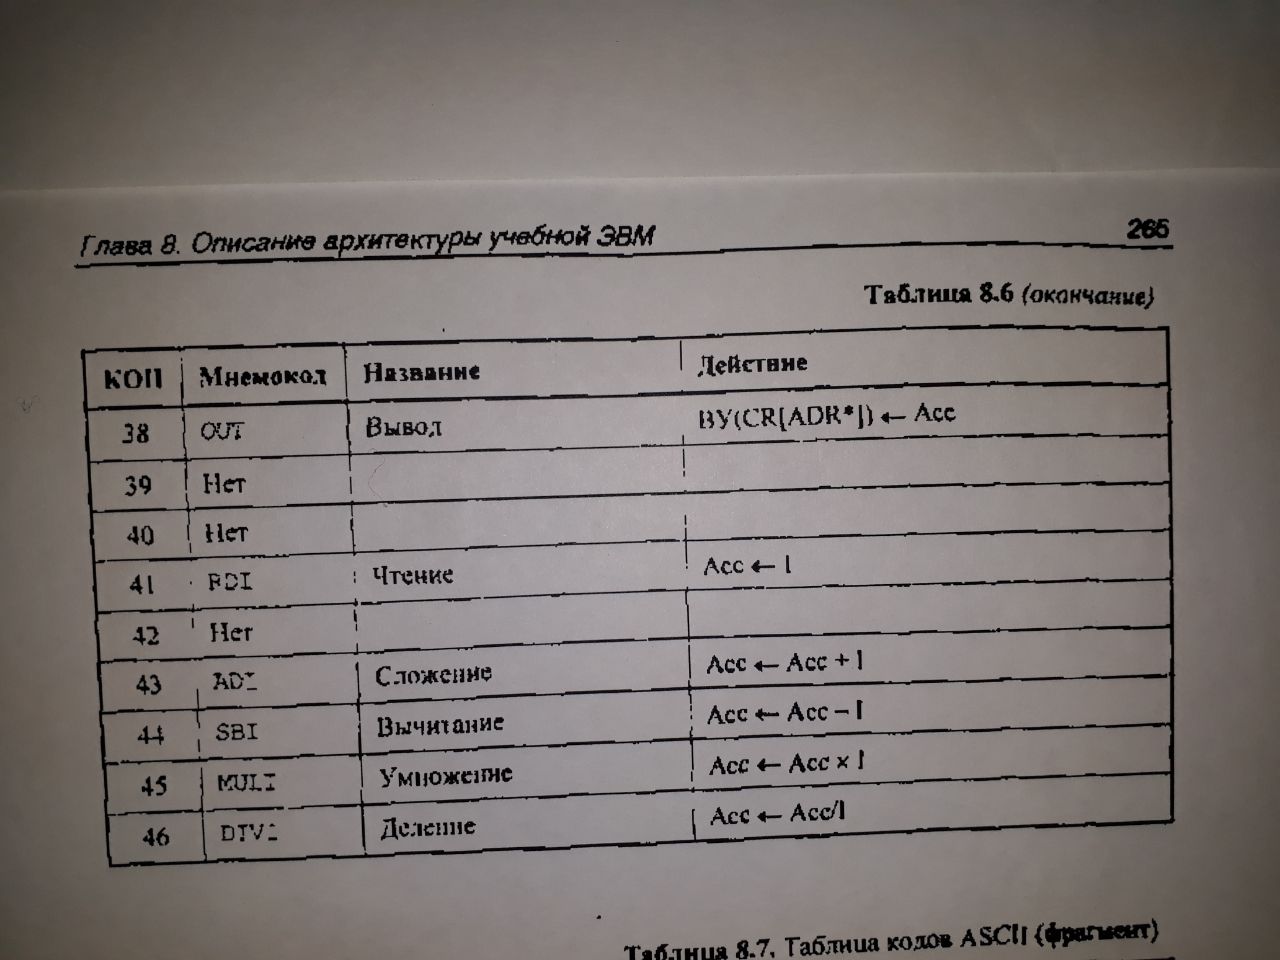 Глава 8. Описание архитектуры учебной ЭВМ 265
Таблица 8.6 (окончание)
КОП Мнемокод Название Действие
38 OUT Вывод ВУ(CR[ADR*]) ← Acc
39 Нет
40 Нет
41 RDI Чтение Acc ← I
42 Нет
43 ADI Сложение Acc ← Acc + I
44 SBI Вычитание Acc ← Acc – I
45 MULI Умножение Acc ← Acc x I
46 DIVI Деление Acc ← Acc/I
Таблица 8.7. Таблица кодов ASCII (фрагмент)